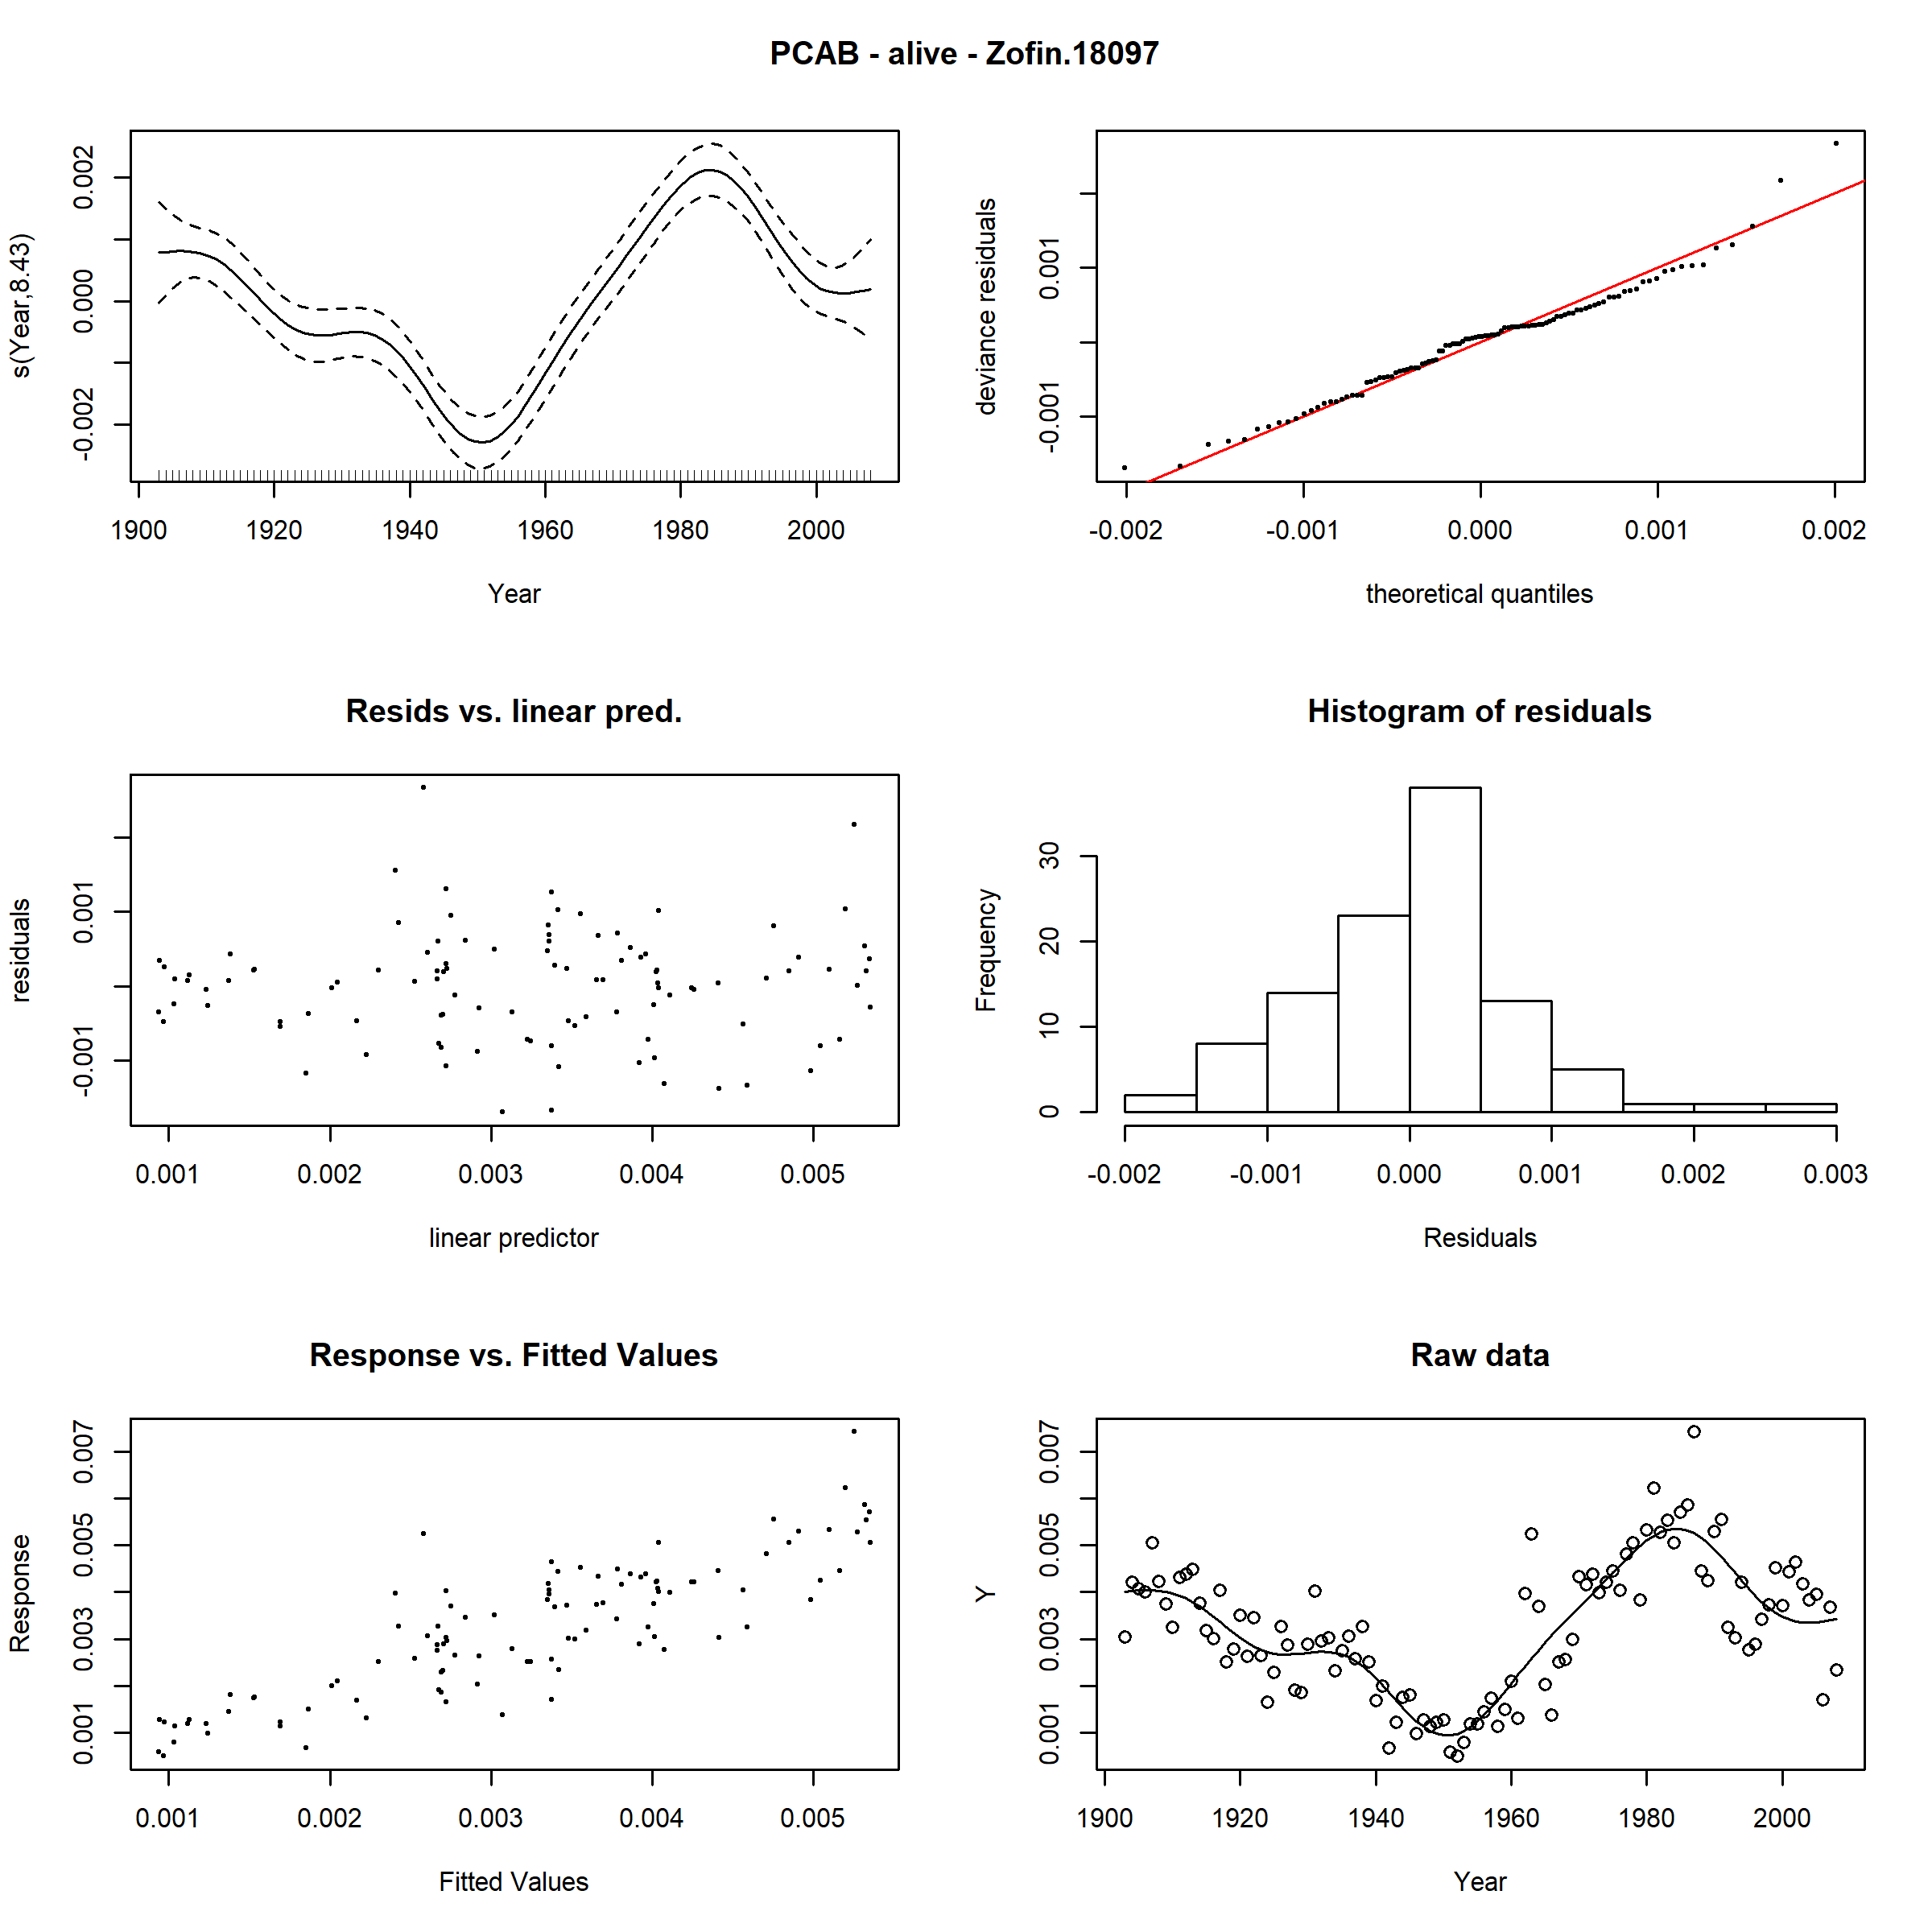 PCAB - alive - Zofin.18097
s(Year,8.43)
0.002
0.000
-0.002
1900 1920 1940 1960 1980 2000
Year
deviance residuals
0.001
-0.001
-0.002 -0.001 0.000 0.001 0.002
theoretical quantiles
Resids vs. linear pred.
residuals
0.001
-0.001
0.001 0.002 0.003 0.004 0.005
linear predictor
Histogram of residuals
Frequency
30
20
10
0
-0.002 -0.001 0.000 0.001 0.002 0.003
Residuals
Response vs. Fitted Values
Response
0.007
0.005
0.003
0.001
0.001 0.002 0.003 0.004 0.005
Fitted Values
Raw data
Y
0.007
0.005
0.003
0.001
1900 1920 1940 1960 1980 2000
Year